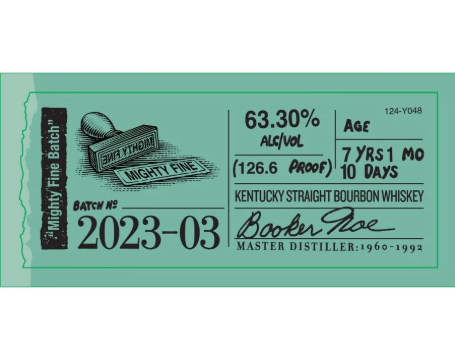 "Mighty Fine Batch"
MIGHTY FINE
MIGHTY FINE
BATCH Nº
2023-03
63.30%
ALC/VOL
(126.6 PROOF)
124-Y048
AGE
7 YRS 1 MO
10 DAYS
KENTUCKY STRAIGHT BOURBON WHISKEY
Booker Noe
MASTER DISTILLER: 1960-1992